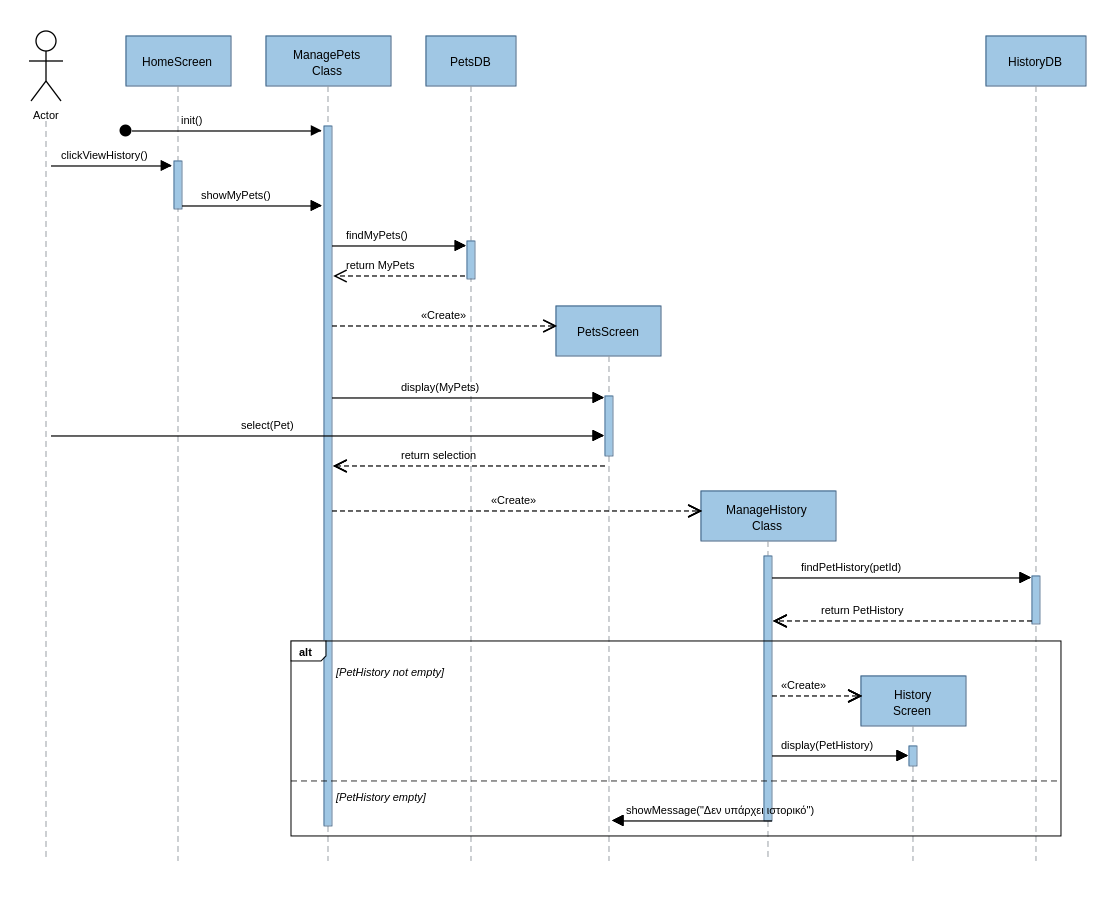 Actor
HomeScreen
ManagePets
Class
PetsDB
HistoryDB
init()
clickViewHistory()
showMyPets()
findMyPets()
return MyPets
«Create»
PetsScreen
display(MyPets)
select(Pet)
return selection
«Create»
ManageHistory
Class
findPetHistory(petId)
return PetHistory
alt
[PetHistory not empty]
«Create»
History
Screen
display(PetHistory)
[PetHistory empty]
showMessage("Δεν υπάρχει ιστορικό")